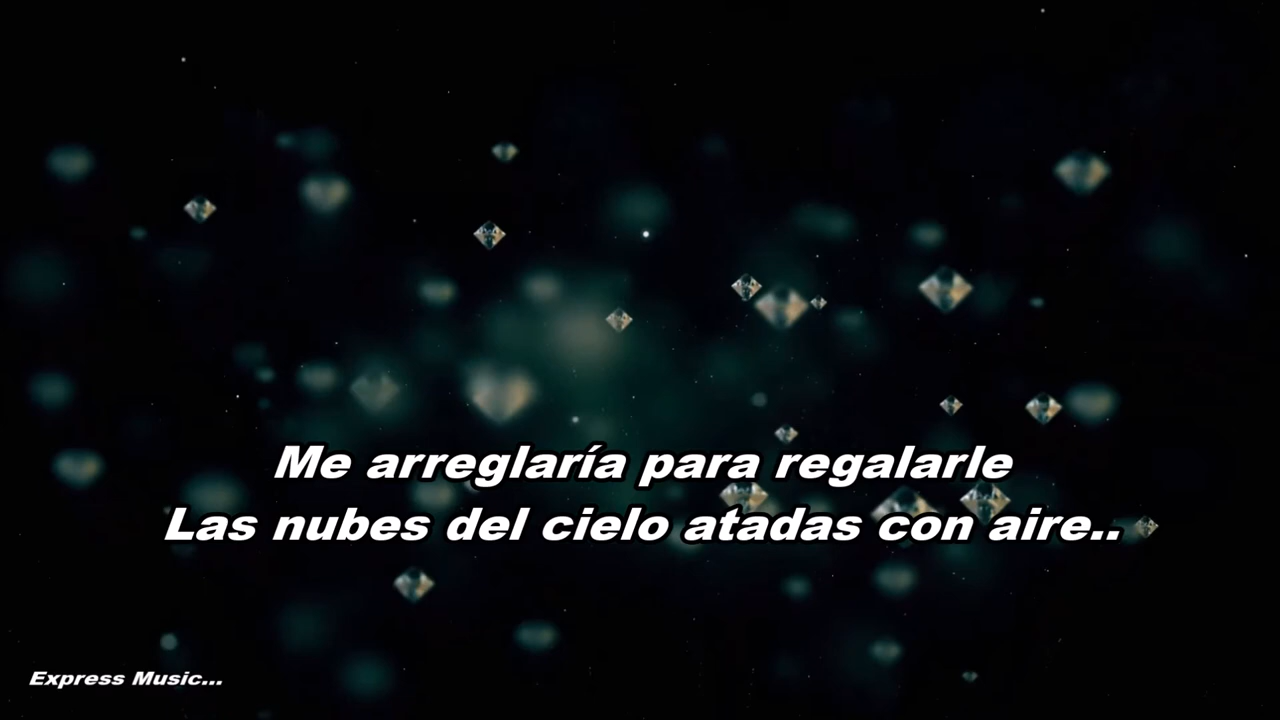 Me arreglaría para regalarle
Las nubes del cielo atadas con aire..
Express Music...